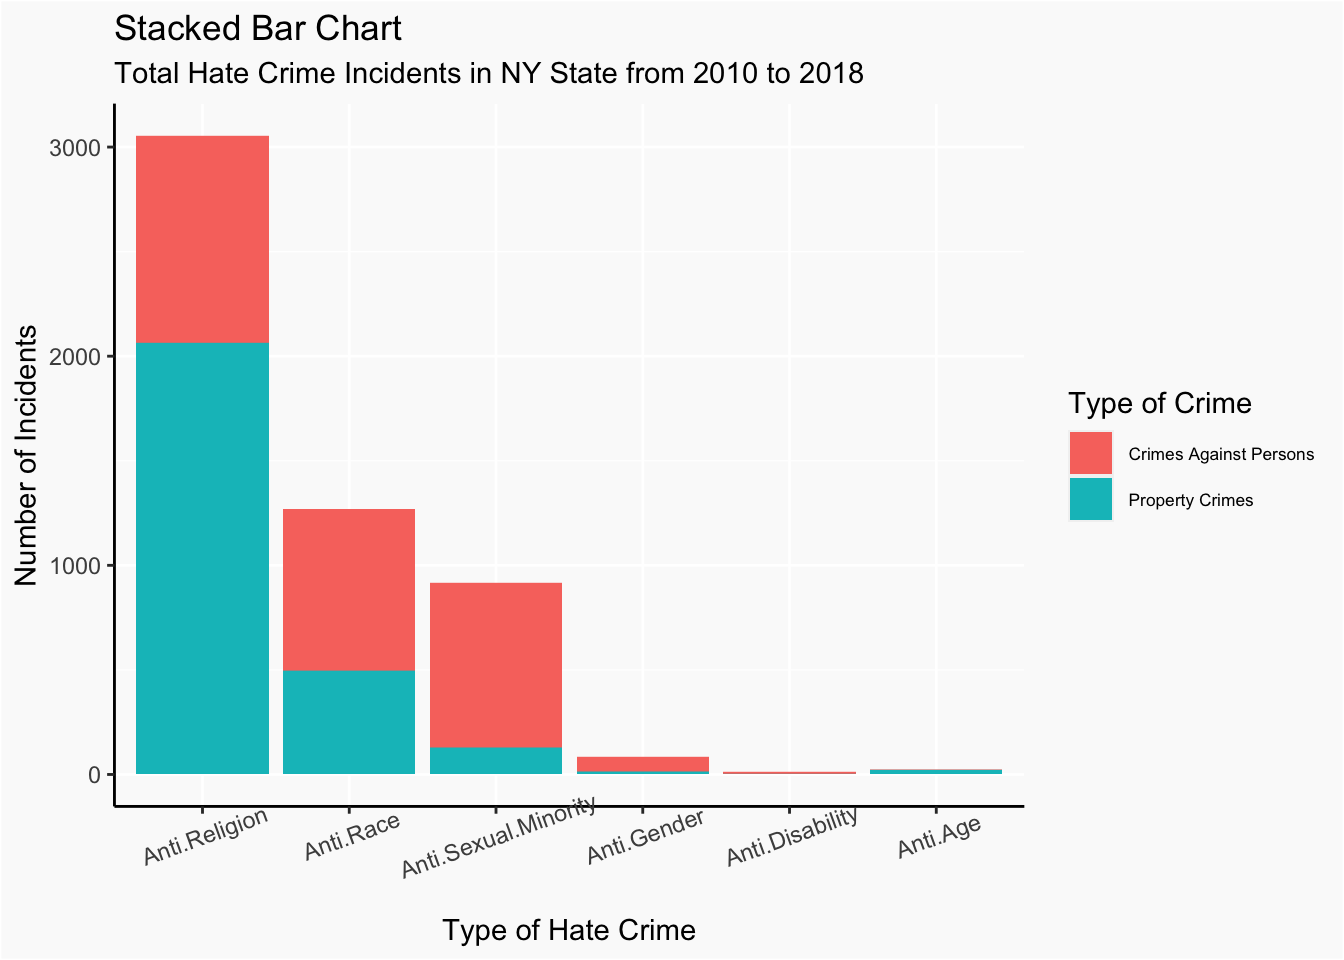 Stacked Bar Chart
Total Hate Crime Incidents in NY State from 2010 to 2018
Number of Incidents
3000
2000
1000
0
Anti.Religion
Anti.Race
Anti.Sexual.Minority
Anti.Gender
Anti.Disability
Anti.Age
Type of Hate Crime
Type of Crime
Crimes Against Persons
Property Crimes